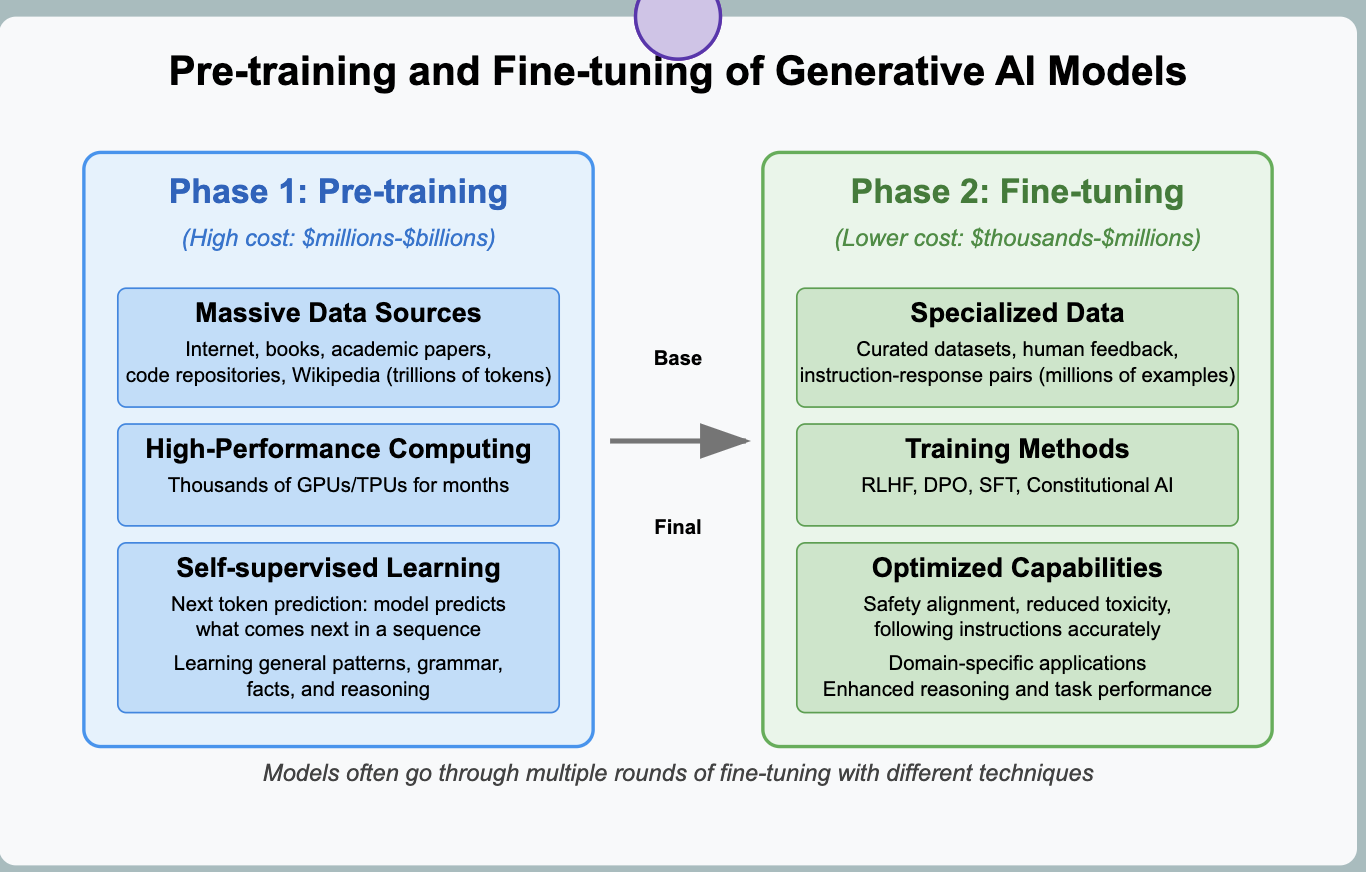 Pre-training and Fine-tuning of Generative AI Models
Phase 1: Pre-training
(High cost: $millions-$billions)
Massive Data Sources
Internet, books, academic papers,
code repositories, Wikipedia (trillions of tokens)
High-Performance Computing
Thousands of GPUs/TPUs for months
Self-supervised Learning
Next token prediction: model predicts
what comes next in a sequence
Learning general patterns, grammar,
facts, and reasoning
Base
Final
Phase 2: Fine-tuning
(Lower cost: $thousands-$millions)
Specialized Data
Curated datasets, human feedback,
instruction-response pairs (millions of examples)
Training Methods
RLHF, DPO, SFT, Constitutional AI
Optimized Capabilities
Safety alignment, reduced toxicity,
following instructions accurately
Domain-specific applications
Enhanced reasoning and task performance
Models often go through multiple rounds of fine-tuning with different techniques